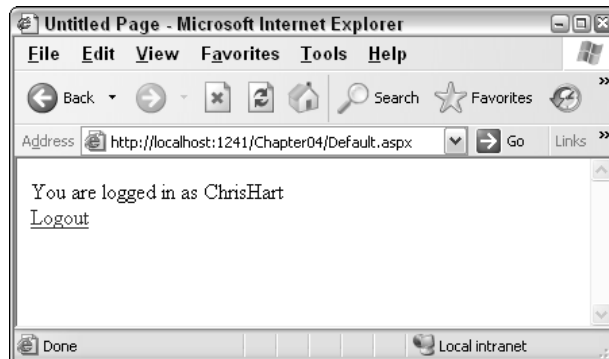 Untitled Page - Microsoft Internet Explorer
File Edit View Favorites Tools Help
Back Search Favorites »
Address http://localhost:1241/Chapter04/Default.aspx Go Links »
You are logged in as ChrisHart
Logout
Done Local intranet